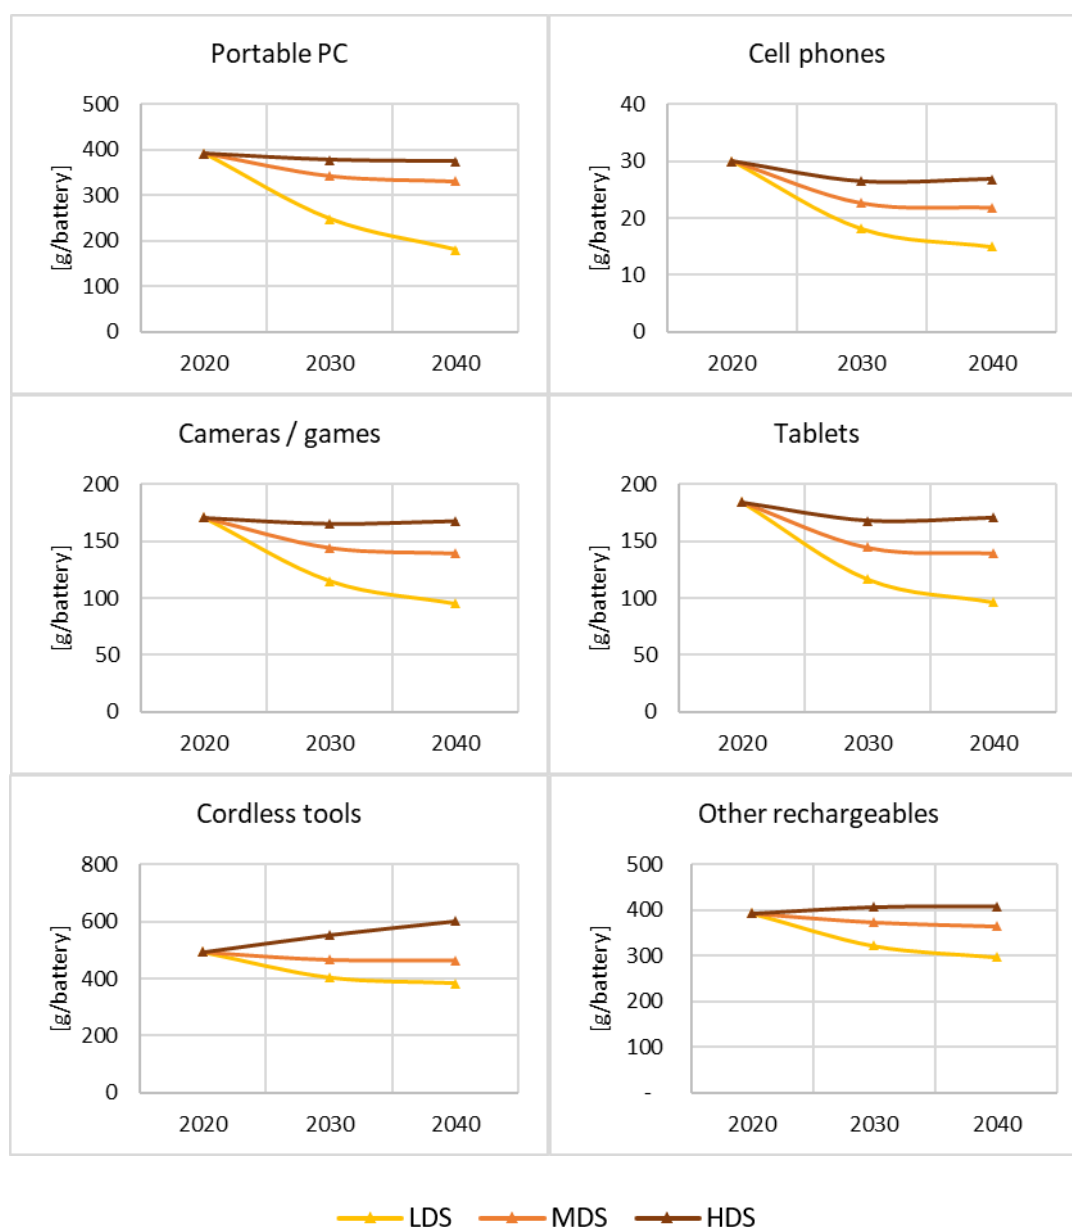 Portable PC
[g/battery]
500
400
300
200
100
0
2020 2030 2040
Cell phones
[g/battery]
40
30
20
10
0
2020 2030 2040
Cameras / games
[g/battery]
200
150
100
50
0
2020 2030 2040
Tablets
[g/battery]
200
150
100
50
0
2020 2030 2040
Cordless tools
[g/battery]
800
600
400
200
0
2020 2030 2040
Other rechargeables
[g/battery]
500
400
300
200
100
-
2020 2030 2040
LDS MDS HDS